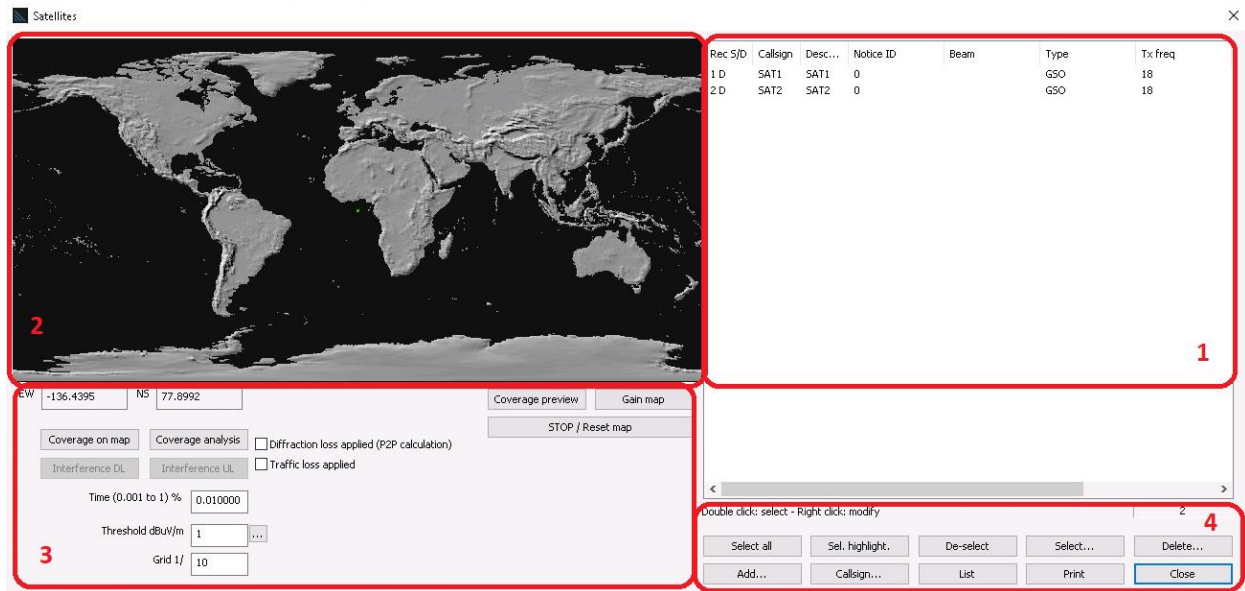 Satellites
Rec S/D Callsign Desc... Notice ID Beam Type Tx freq
1 D SAT1 SAT1 0 GSO 18
2 D SAT2 SAT2 0 GSO 18
2
1
EW -136.4395 NS 77.8992
Coverage preview Gain map
STOP / Reset map
Coverage on map Coverage analysis Diffraction loss applied (P2P calculation)
Interference DL Interference UL Traffic loss applied
Time (0.001 to 1) % 0.010000
Threshold dBuV/m 1 ...
Grid 1/ 10
3
Double click: select - Right click: modify 2
4
Select all Sel. highlight. De-select Select... Delete...
Add... Callsign... List Print Close